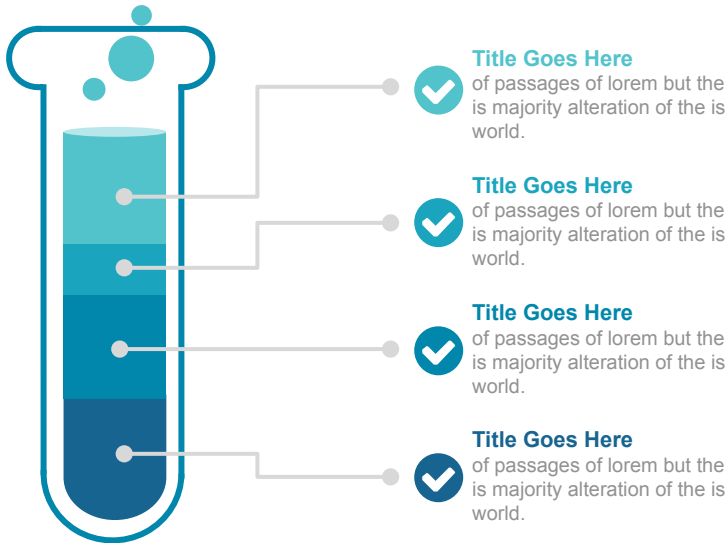 Title Goes Here
of passages of lorem but the
is majority alteration of the is
world.
Title Goes Here
of passages of lorem but the
is majority alteration of the is
world.
Title Goes Here
of passages of lorem but the
is majority alteration of the is
world.
Title Goes Here
of passages of lorem but the
is majority alteration of the is
world.